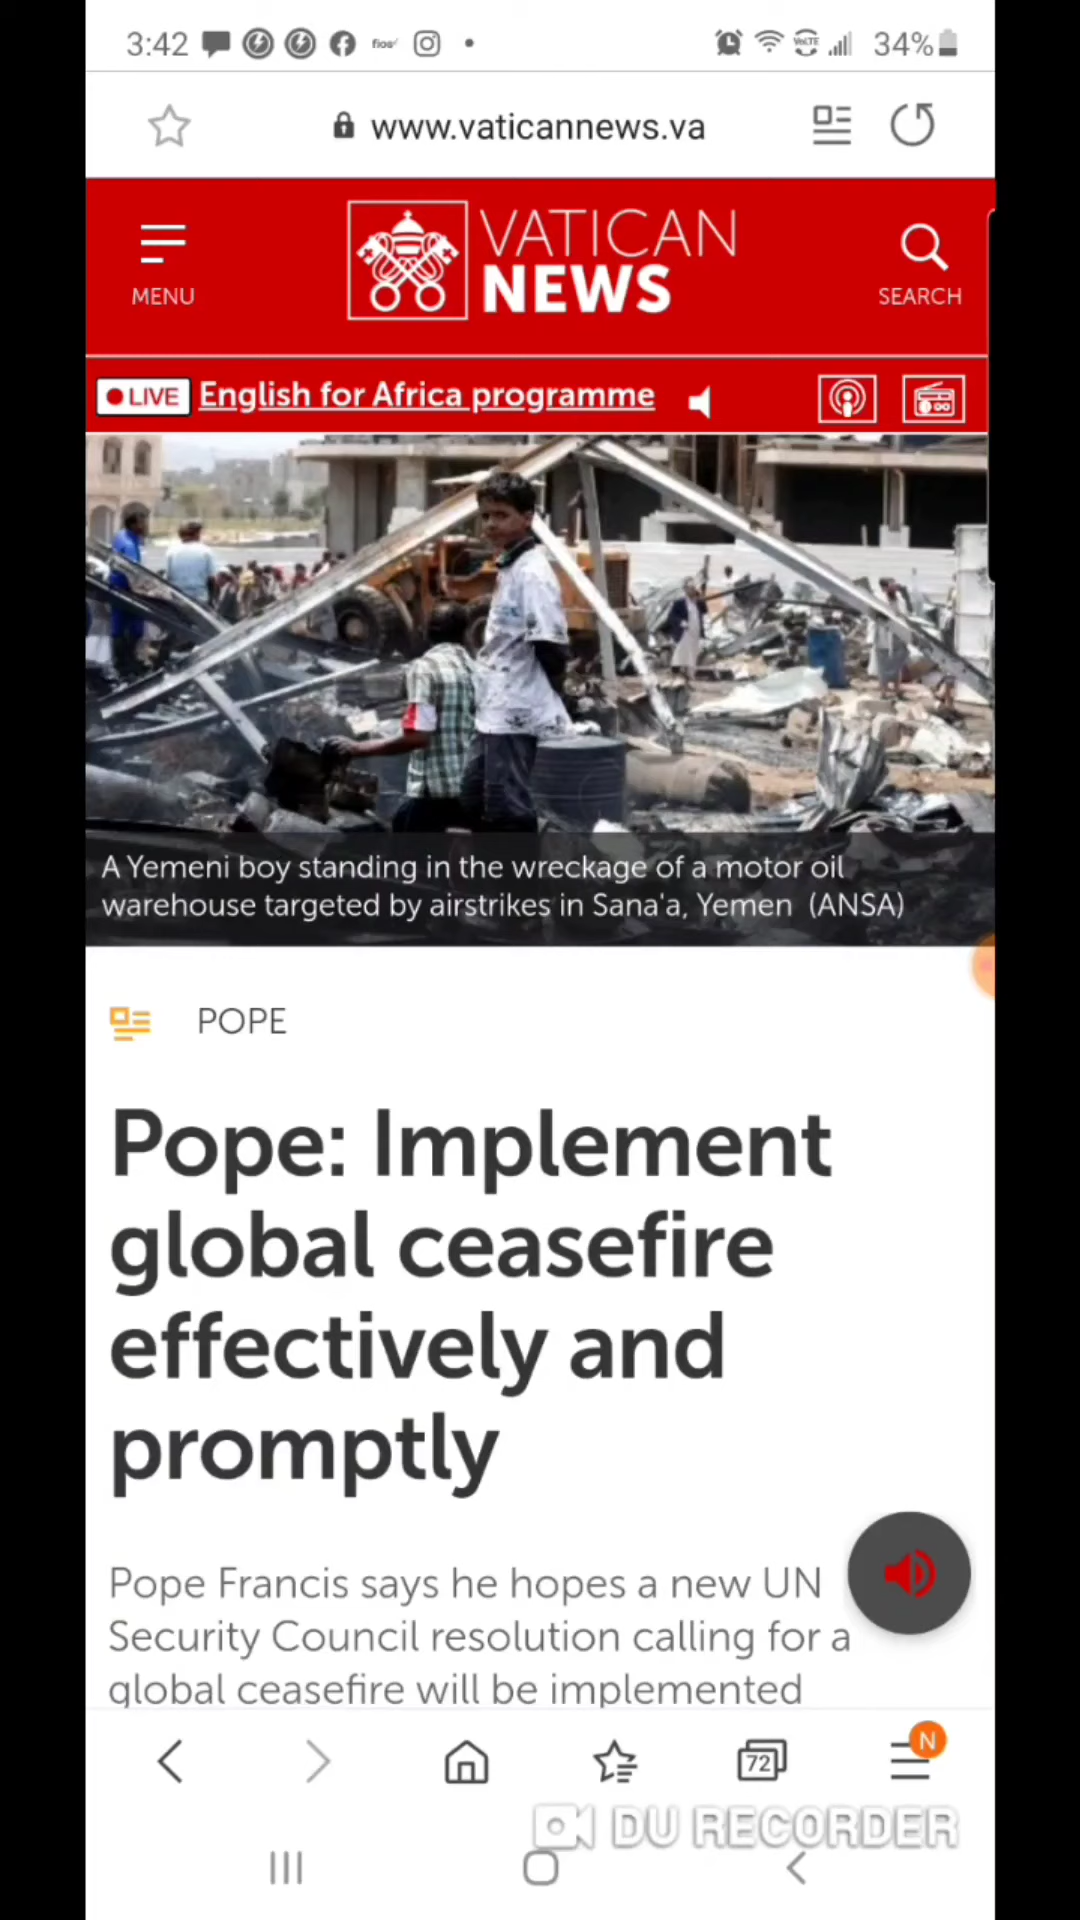 3:42 fios 34%
www.vaticannews.va
VATICAN
NEWS
MENU
SEARCH
LIVE English for Africa programme
A Yemeni boy standing in the wreckage of a motor oil
warehouse targeted by airstrikes in Sana'a, Yemen (ANSA)
POPE
Pope: Implement
global ceasefire
effectively and
promptly
Pope Francis says he hopes a new UN
Security Council resolution calling for a
global ceasefire will be implemented
72
N
DU RECORDER